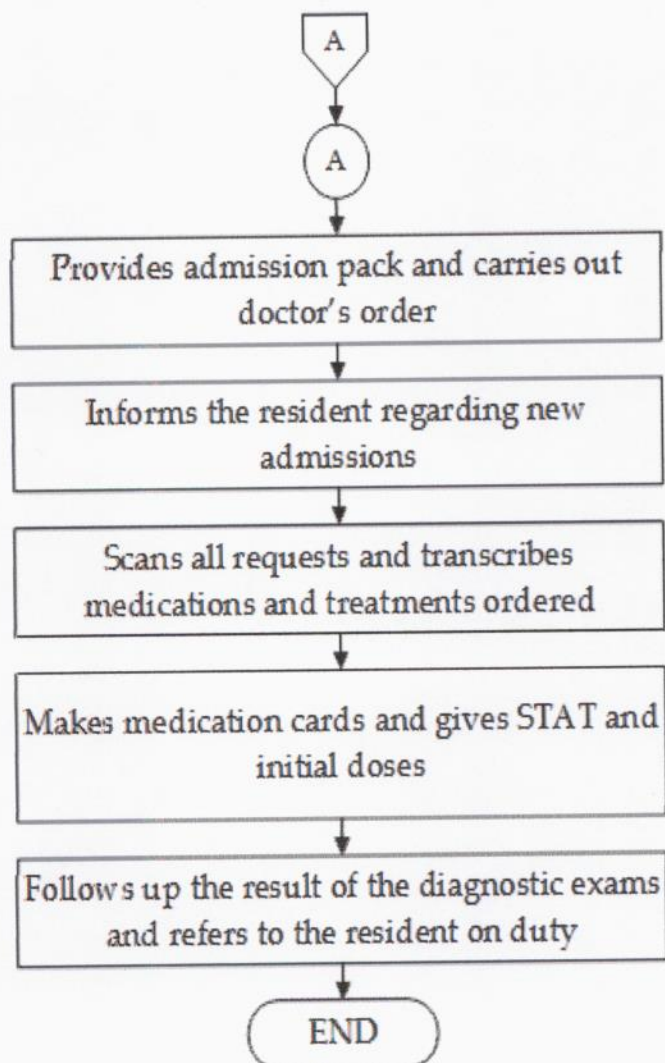 A
A
Provides admission pack and carries out
doctor's order
Informs the resident regarding new
admissions
Scans all requests and transcribes
medications and treatments ordered
Makes medication cards and gives STAT and
initial doses
Follows up the result of the diagnostic exams
and refers to the resident on duty
END